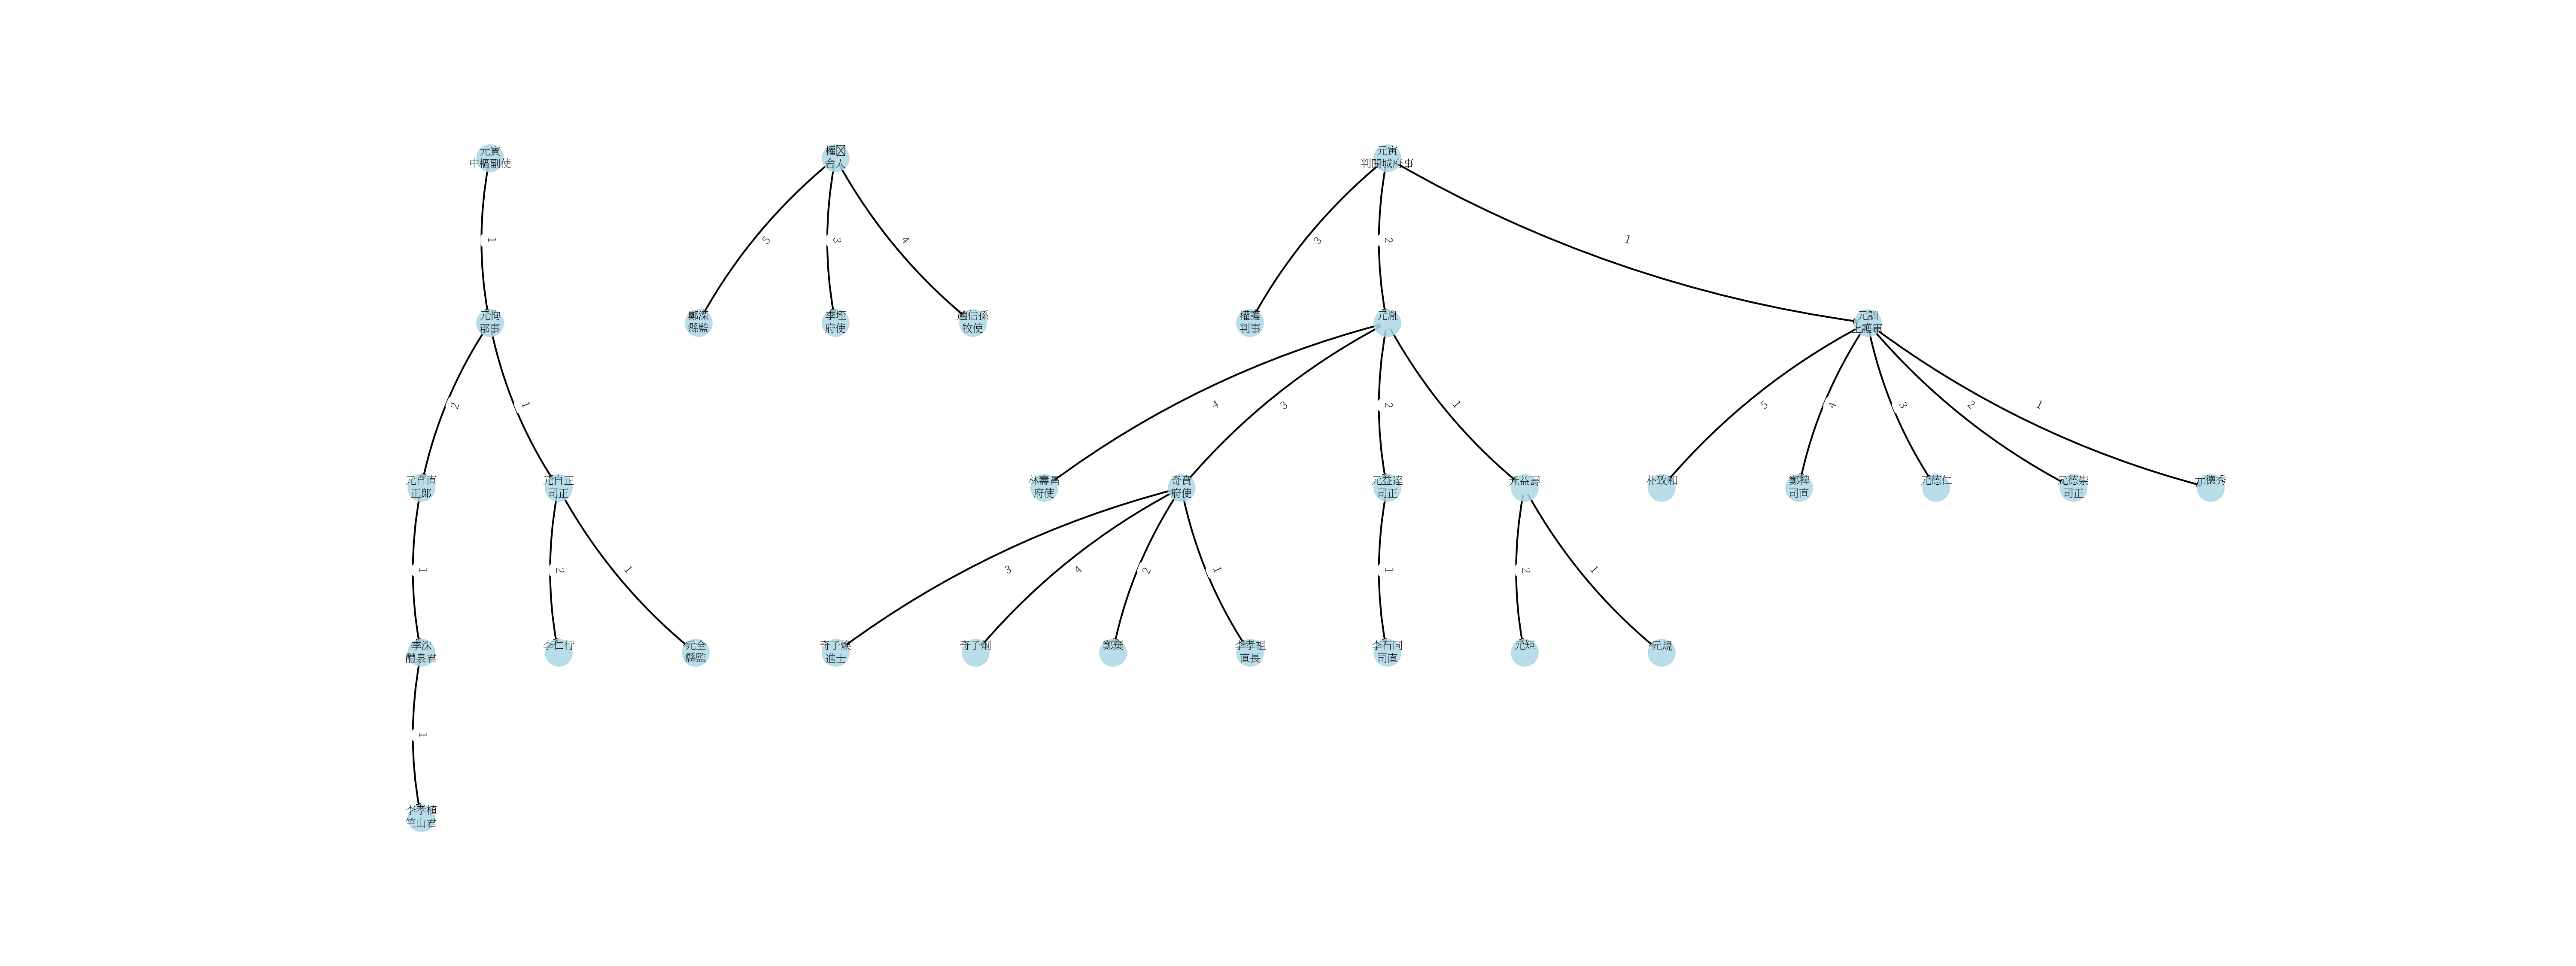 元賓
中樞副使
權
舍人
元寅
判開城府事
1
5
3
4
3
2
1
元恂
郡事
鄭深
縣監
李垤
府使
趙信孫
牧使
權護
判事
元胤
元訓
上護軍
2
1
4
3
2
1
5
4
3
2
1
元自直
正郎
元自正
司正
林壽昌
府使
奇賁
府使
元益達
司正
元益壽
朴致和
鄭裨
司直
元德仁
元德崇
司正
元德秀
1
2
1
3
4
2
1
1
2
1
李洙
醴泉君
李仁行
元全
縣監
奇子煥
進士
奇子烱
鄭棄
李孝祖
直長
李石同
司直
元矩
元規
1
李孝植
竺山君